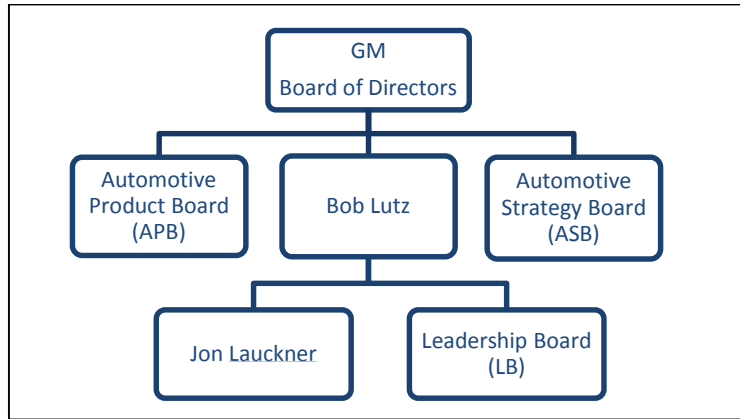 GM
Board of Directors
Automotive
Product Board
(APB)
Bob Lutz
Automotive
Strategy Board
(ASB)
Jon Lauckner
Leadership Board
(LB)